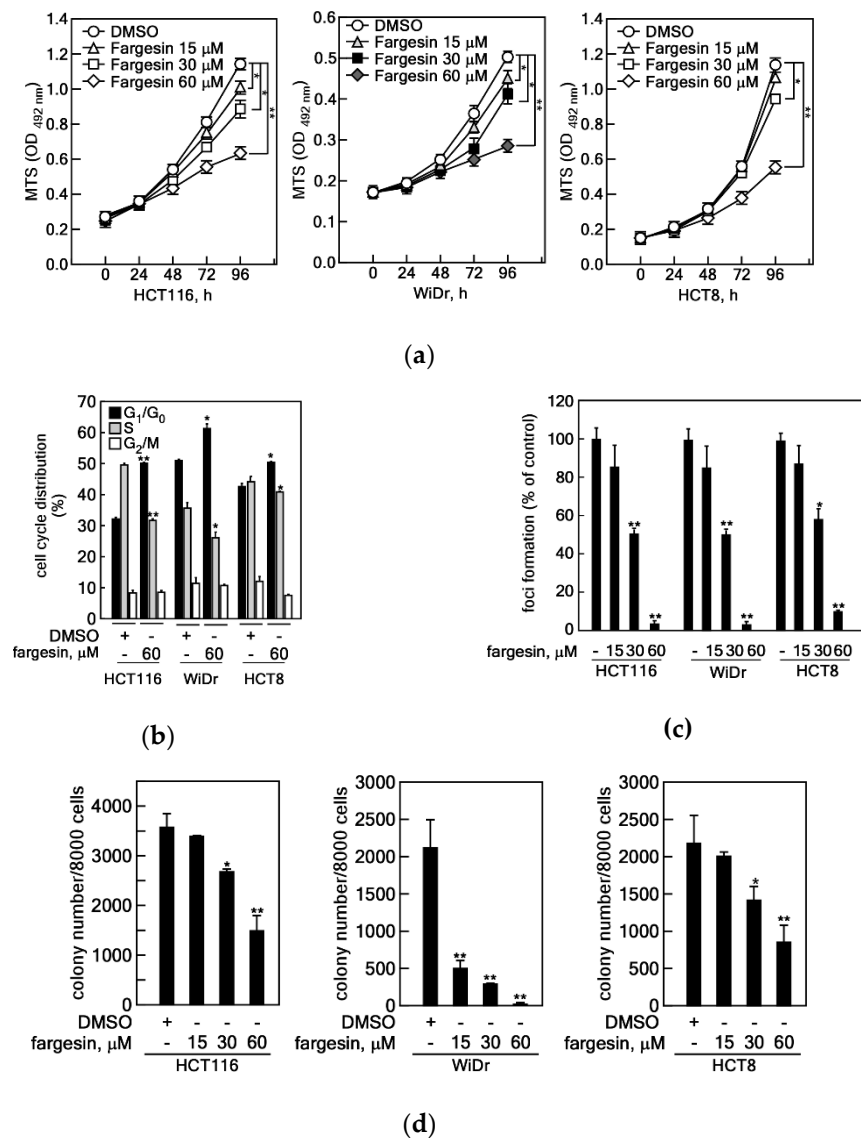 DMSO
Fargesin 15 μM
Fargesin 30 μM
Fargesin 60 μM
MTS (OD 492 nm)
1.4
1.2
1.0
0.8
0.6
0.4
0.2
0.0
*
*
**
0 24 48 72 96
HCT116, h
DMSO
Fargesin 15 μM
Fargesin 30 μM
Fargesin 60 μM
MTS (OD 492 nm)
0.6
0.5
0.4
0.3
0.2
0.1
0.0
*
*
**
0 24 48 72 96
WiDr, h
DMSO
Fargesin 15 μM
Fargesin 30 μM
Fargesin 60 μM
MTS (OD 492 nm)
1.4
1.2
1.0
0.8
0.6
0.4
0.2
0.0
*
**
0 24 48 72 96
HCT8, h
(a)
cell cycle distribution
(%)
70
60
50
40
30
20
10
0
G1/G0
S
G2/M
** ** * * * *
DMSO + - + - + -
fargesin, μM - 60 - 60 - 60
HCT116 WiDr HCT8
(b)
foci formation (% of control)
120
100
80
60
40
20
0
** ** ** ** * **
fargesin, μM - 15 30 60 - 15 30 60 - 15 30 60
HCT116 WiDr HCT8
(c)
colony number/8000 cells
4000
3000
2000
1000
0
* **
DMSO + - - -
fargesin, μM - 15 30 60
HCT116
colony number/8000 cells
3000
2500
2000
1500
1000
500
0
** ** **
DMSO + - - -
fargesin, μM - 15 30 60
WiDr
colony number/8000 cells
3000
2500
2000
1500
1000
500
0
* **
DMSO + - - -
fargesin, μM - 15 30 60
HCT8
(d)